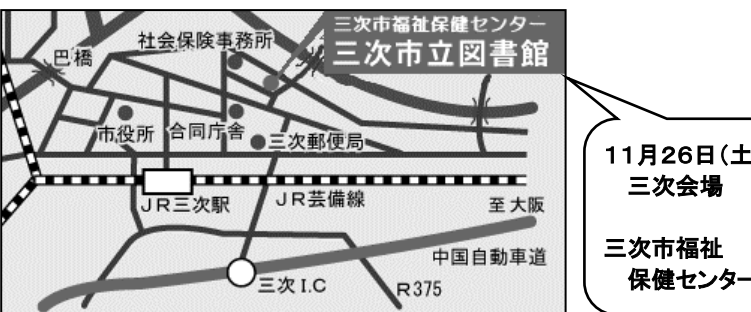 三次市福祉保健センター
三次市立図書館
社会保険事務所
巴橋
市役所
合同庁舎
三次郵便局
JR三次駅
JR芸備線
至大阪
中国自動車道
三次I.C
R375
11月26日(土
三次会場
三次市福祉
保健センター